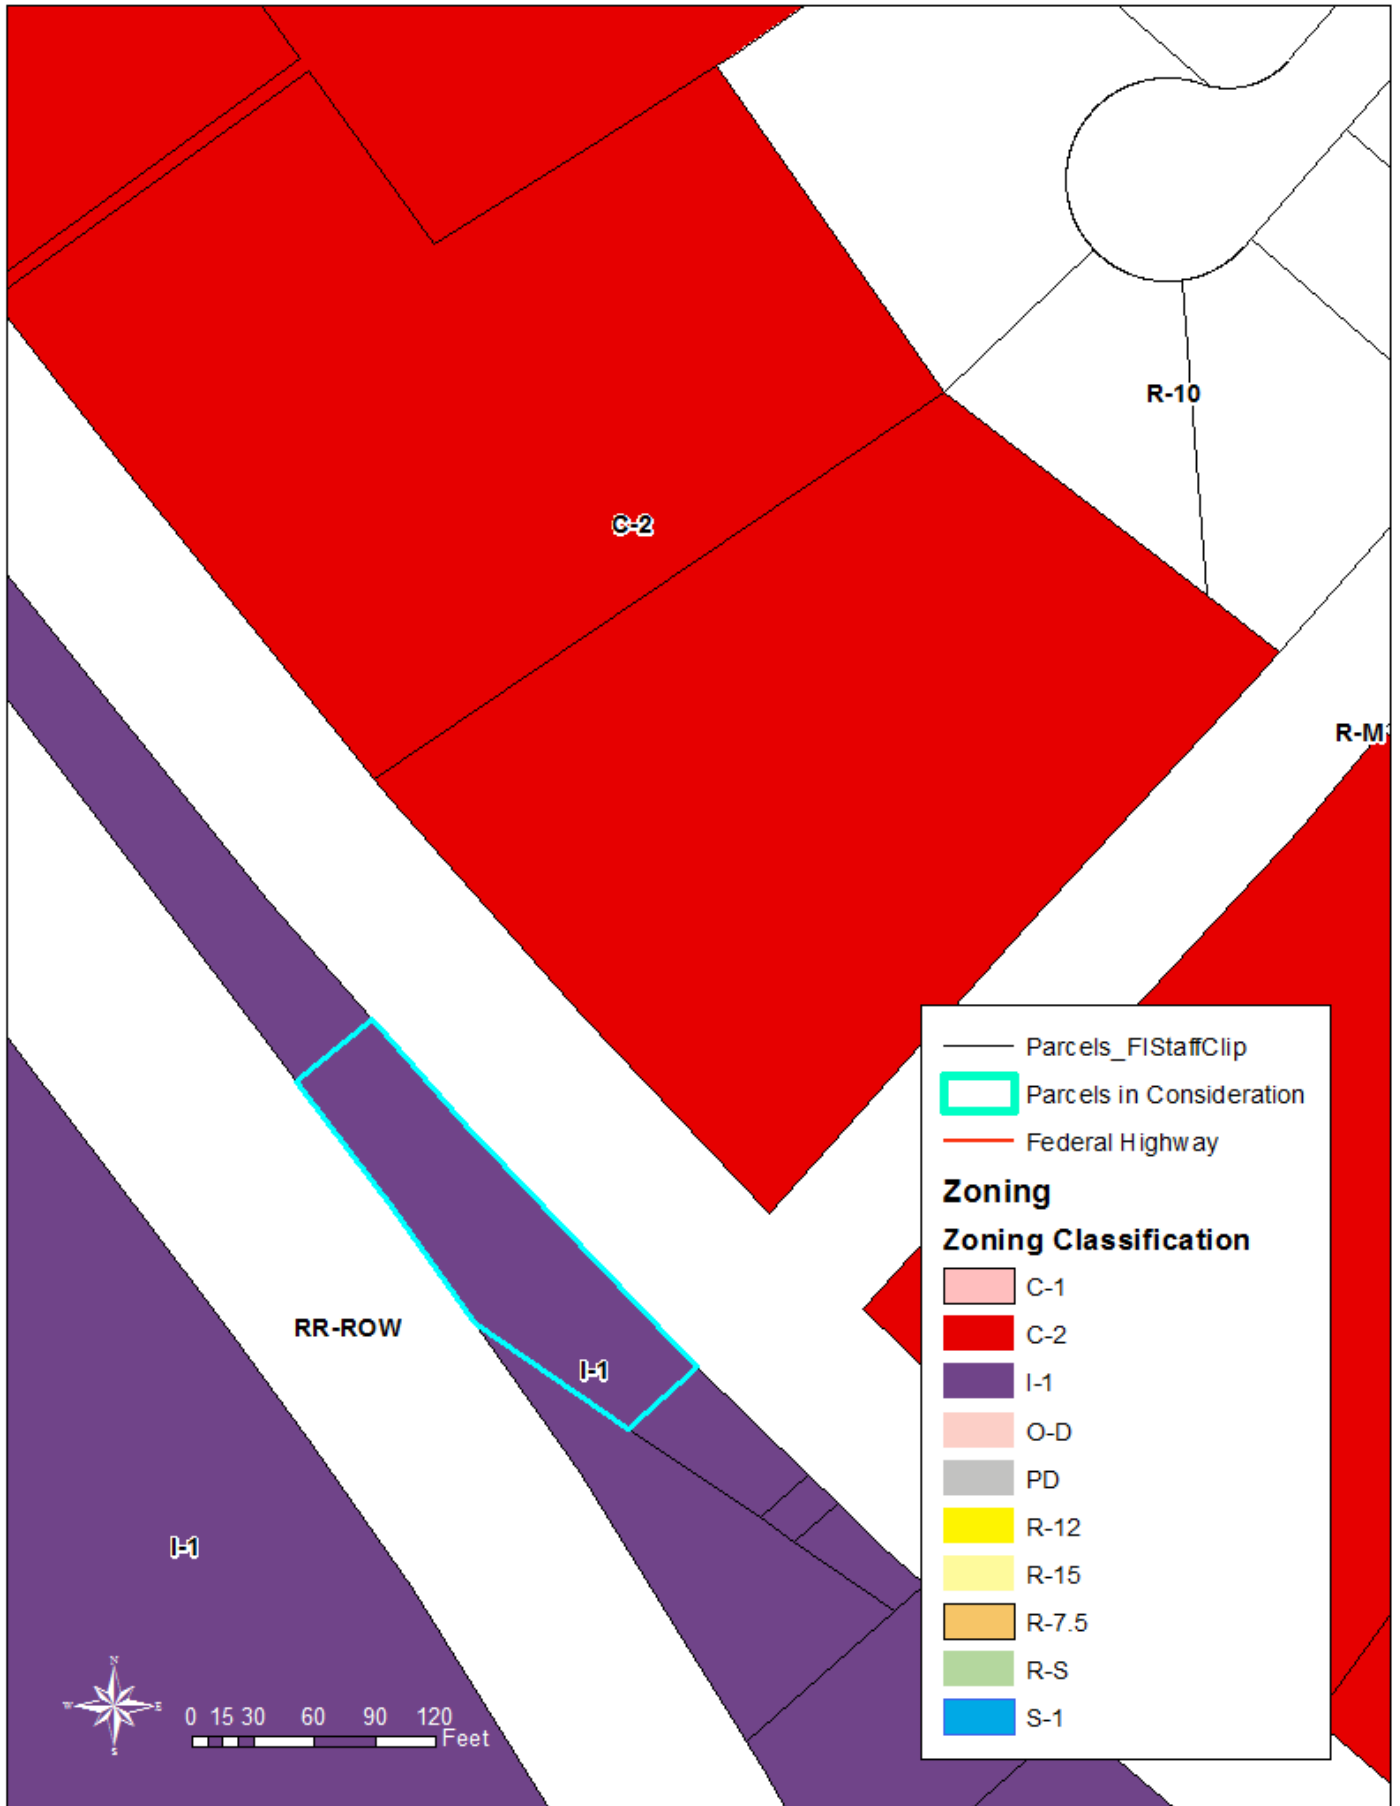 R-10
C-2
R-M
RR-ROW
I-1
I-1
N
W E
S
0 15 30 60 90 120
Feet
Parcels_FIStaffClip
Parcels in Consideration
Federal Highway
Zoning
Zoning Classification
C-1
C-2
I-1
O-D
PD
R-12
R-15
R-7.5
R-S
S-1